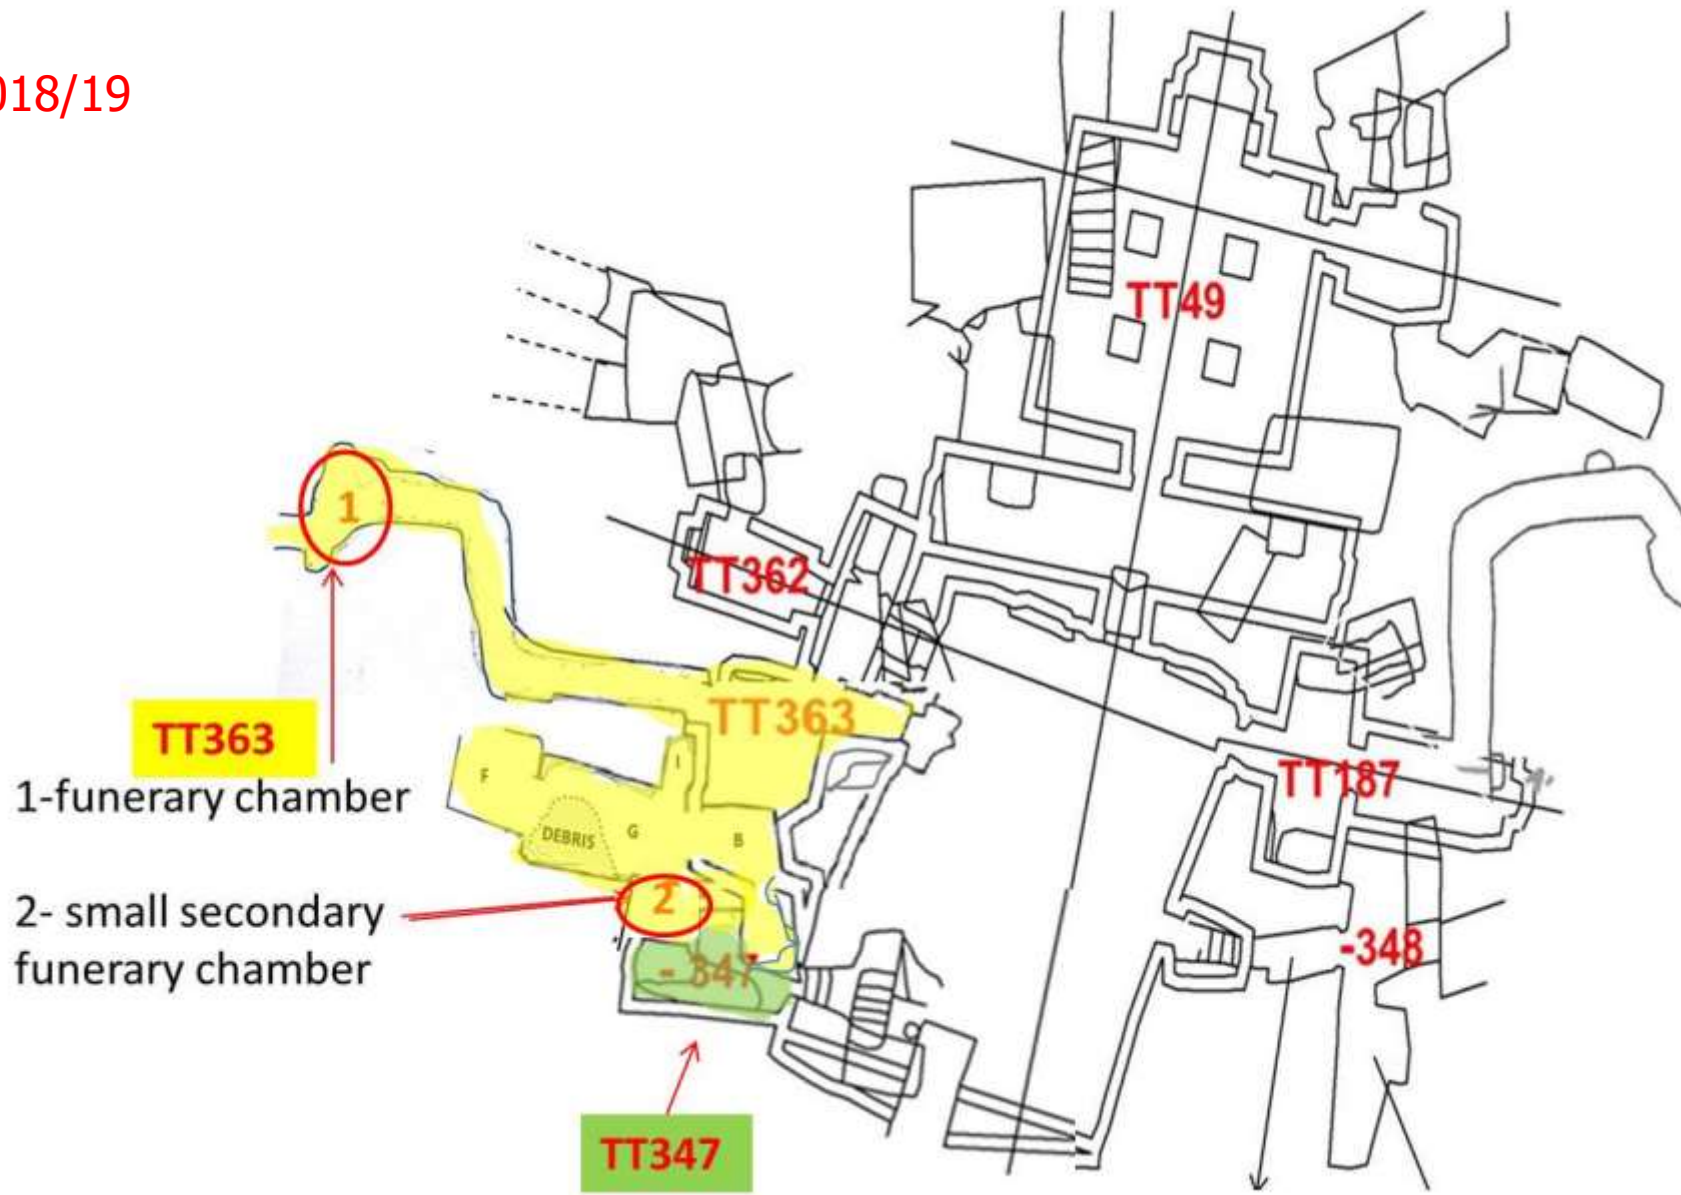 018/19
TT49
1
TT362
TT363
TT363
1-funerary chamber
TT187
F
I
DEBRIS
G
B
2- small secondary
funerary chamber
2
-348
- 347
TT347